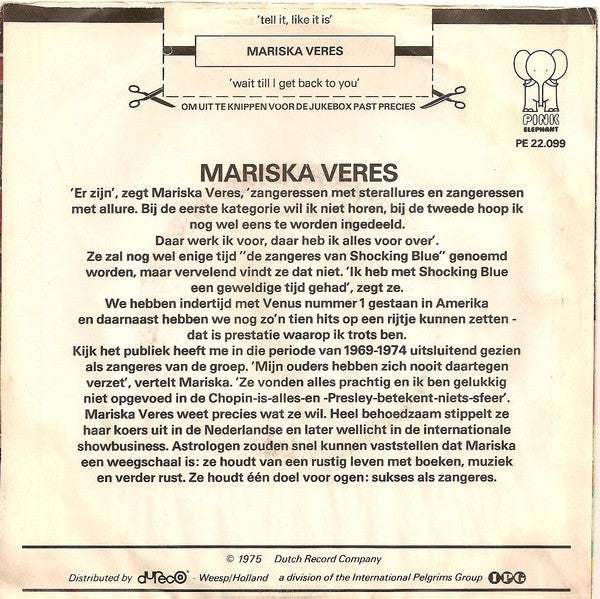 'tell it, like it is'
MARISKA VERES
'wait till I get back to you'
OM UIT TE KNIPPEN VOOR DE JUKEBOX PAST PRECIES
PINK
ELEPHANT
PE 22.099
MARISKA VERES
'Er zijn', zegt Mariska Veres, 'zangeressen met sterallures en zangeressen
met allure. Bij de eerste kategorie wil ik niet horen, bij de tweede hoop ik
nog wel eens te worden ingedeeld.
Daar werk ik voor, daar heb ik alles voor over'.
Ze zal nog wel enige tijd "de zangeres van Shocking Blue" genoemd
worden, maar vervelend vindt ze dat niet. 'Ik heb met Shocking Blue
een geweldige tijd gehad', zegt ze.
We hebben indertijd met Venus nummer 1 gestaan in Amerika
en daarnaast hebben we nog zo'n tien hits op een rijtje kunnen zetten -
dat is prestatie waarop ik trots ben.
Kijk het publiek heeft me in die periode van 1969-1974 uitsluitend gezien
als zangeres van de groep. 'Mijn ouders hebben zich nooit daartegen
verzet', vertelt Mariska. 'Ze vonden alles prachtig en ik ben gelukkig
niet opgevoed in de Chopin-is-alles-en -Presley-betekent-niets-sfeer'.
Mariska Veres weet precies wat ze wil. Heel behoedzaam stippelt ze
haar koers uit in de Nederlandse en later wellicht in de internationale
showbusiness. Astrologen zouden snel kunnen vaststellen dat Mariska
een weegschaal is: ze houdt van een rustig leven met boeken, muziek
en verder rust. Ze houdt één doel voor ogen: sukses als zangeres.
© 1975 Dutch Record Company
Distributed by dureco - Weesp/Holland a division of the International Pelgrims Group IPG